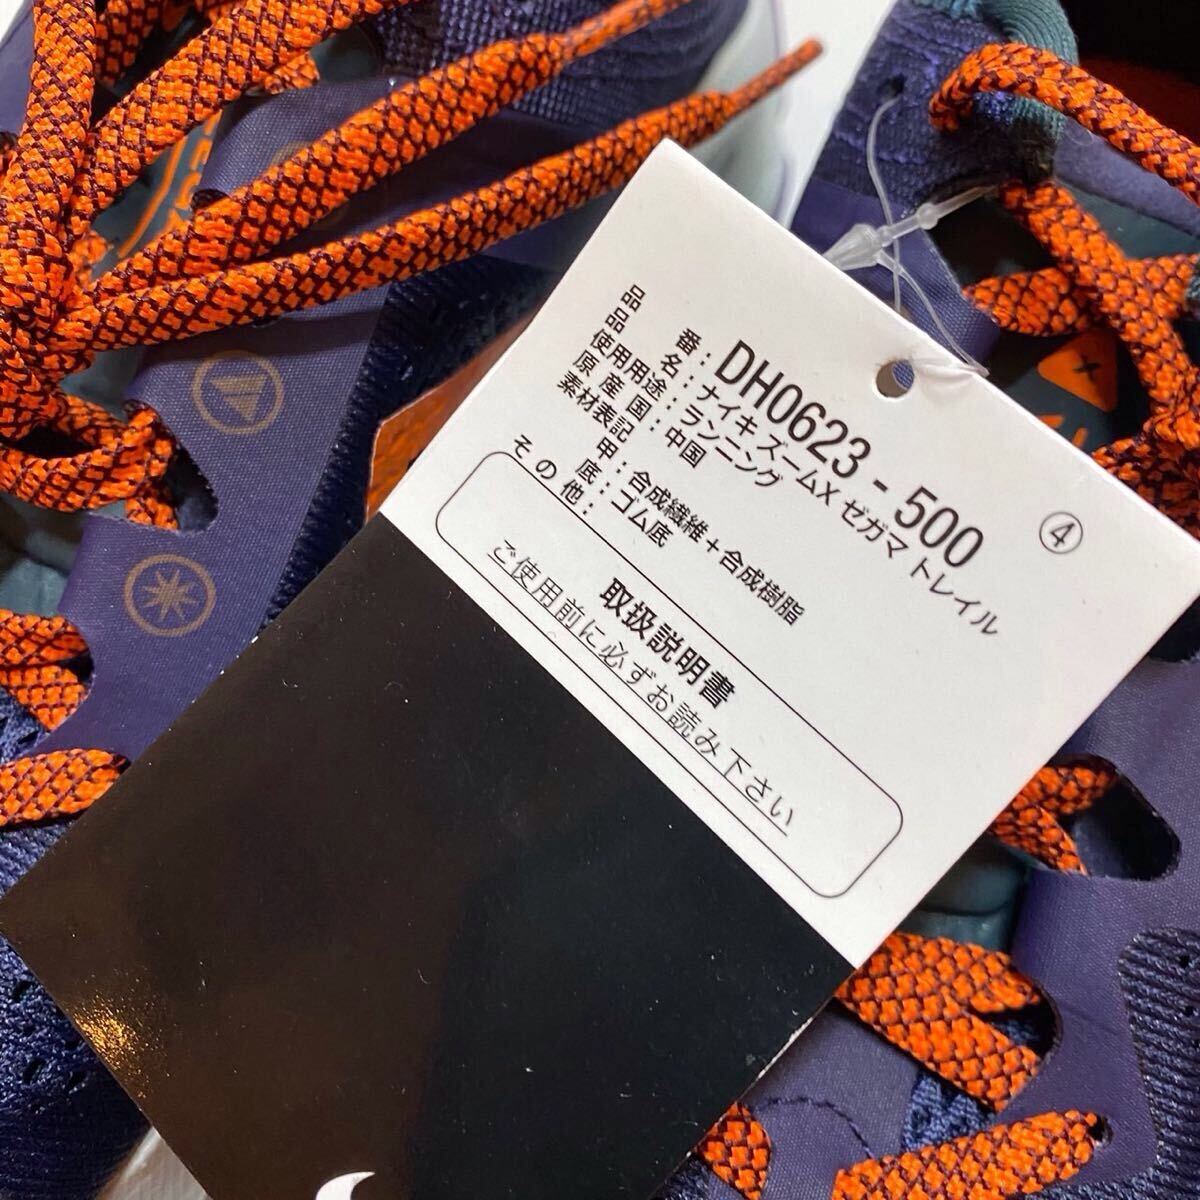 品番：DH0623-500
④
品名：ナイキ ズームX ゼガマ トレイル
使用用途：ランニング
原産国：中国
素材表記
甲：合成繊維＋合成樹脂
底：ゴム底
その他：
取扱説明書
ご使用前に必ずお読み下さい